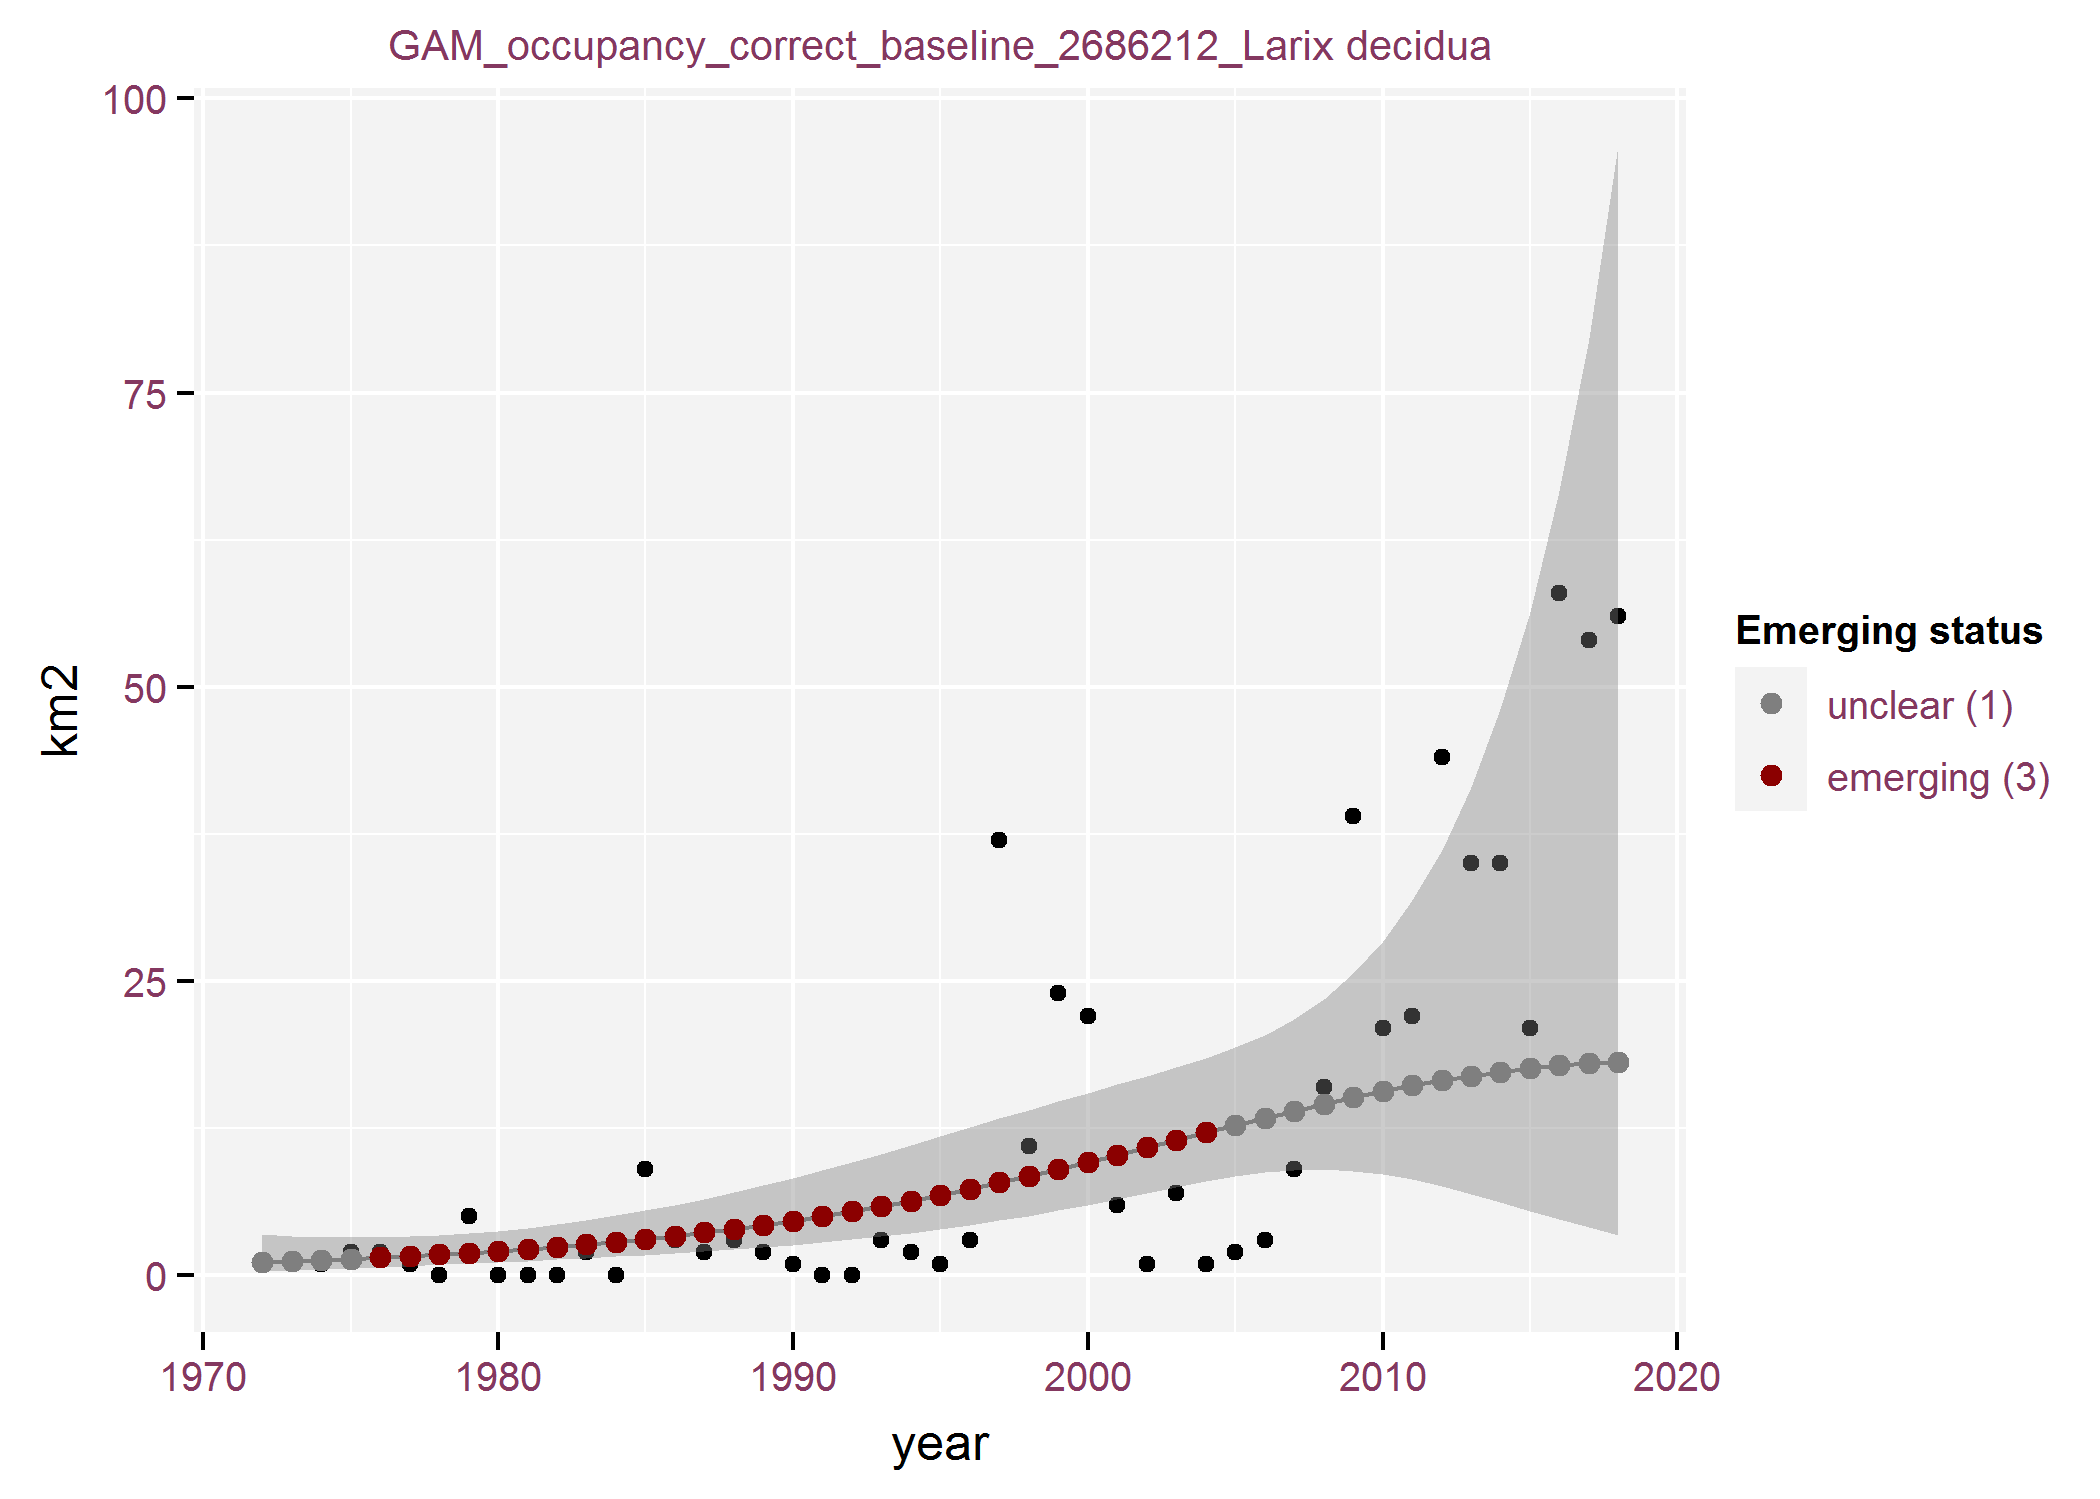 GAM_occupancy_correct_baseline_2686212_Larix decidua
100
75
50
25
0
km2
1970 1980 1990 2000 2010 2020
year
Emerging status
unclear (1)
emerging (3)